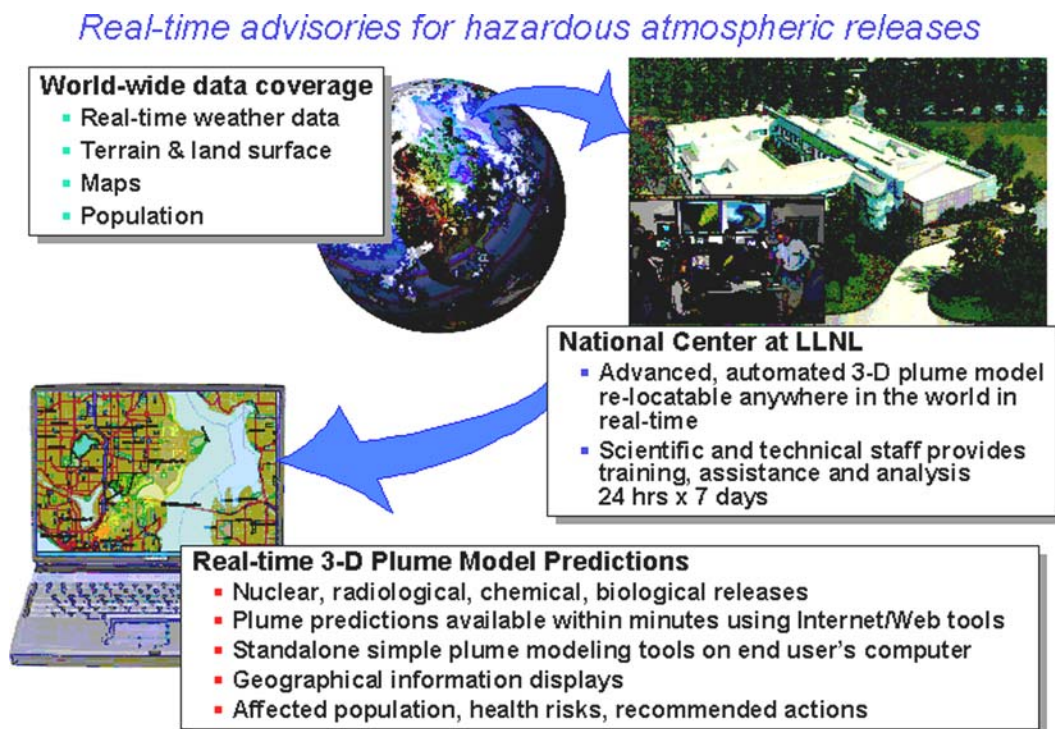 Real-time advisories for hazardous atmospheric releases
World-wide data coverage
Real-time weather data
Terrain & land surface
Maps
Population
National Center at LLNL
Advanced, automated 3-D plume model
re-locatable anywhere in the world in
real-time
Scientific and technical staff provides
training, assistance and analysis
24 hrs x 7 days
Real-time 3-D Plume Model Predictions
Nuclear, radiological, chemical, biological releases
Plume predictions available within minutes using Internet/Web tools
Standalone simple plume modeling tools on end user's computer
Geographical information displays
Affected population, health risks, recommended actions